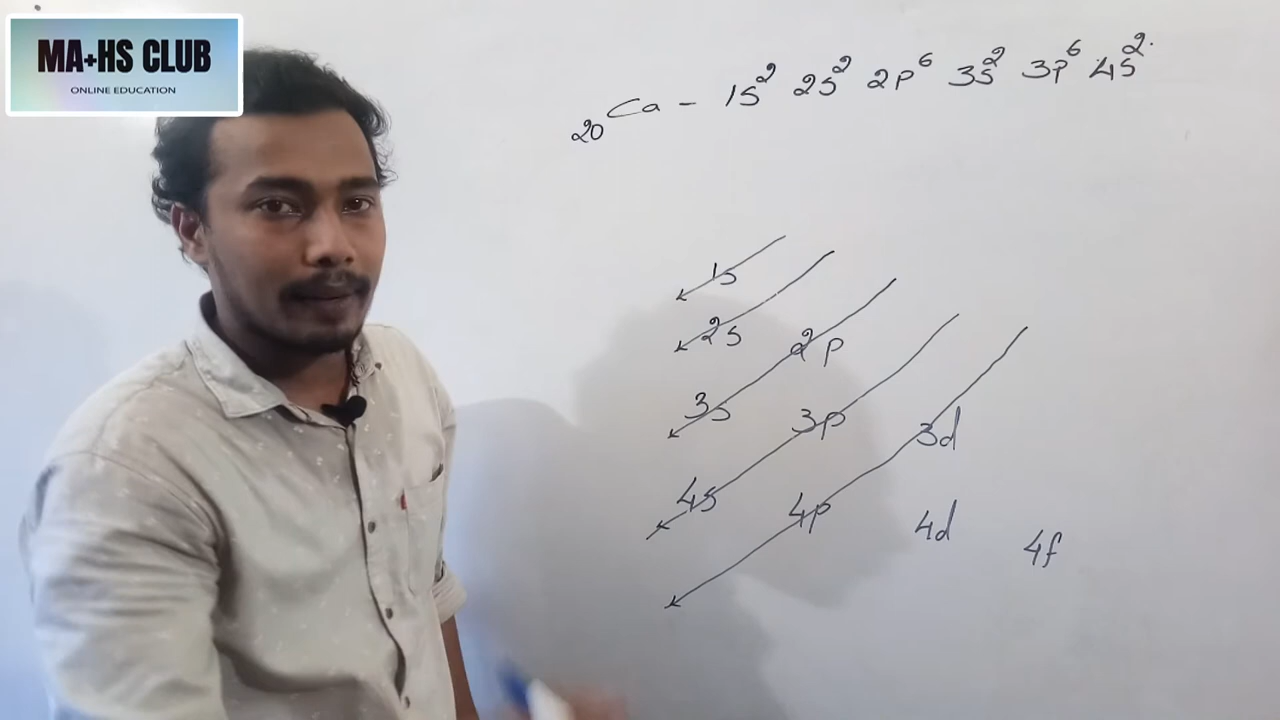 MA+HS CLUB
ONLINE EDUCATION
20Ca - 1s² 2s² 2p⁶ 3s² 3p⁶ 4s²
1s
2s 2p
3s 3p 3d
4s 4p 4d 4f